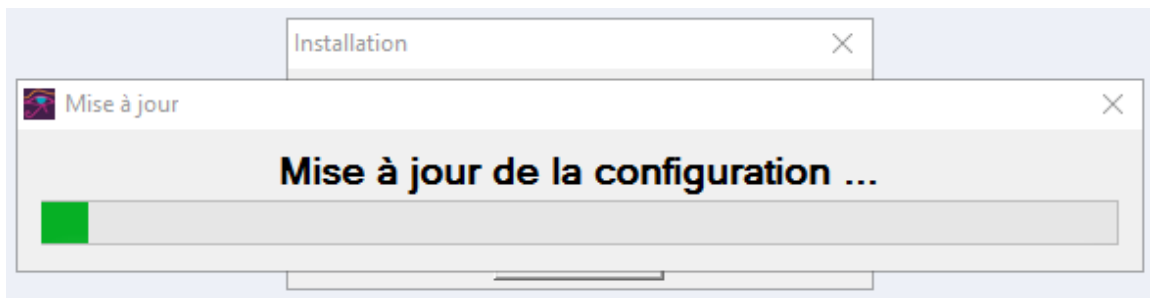 Installation
Mise à jour
Mise à jour de la configuration ...